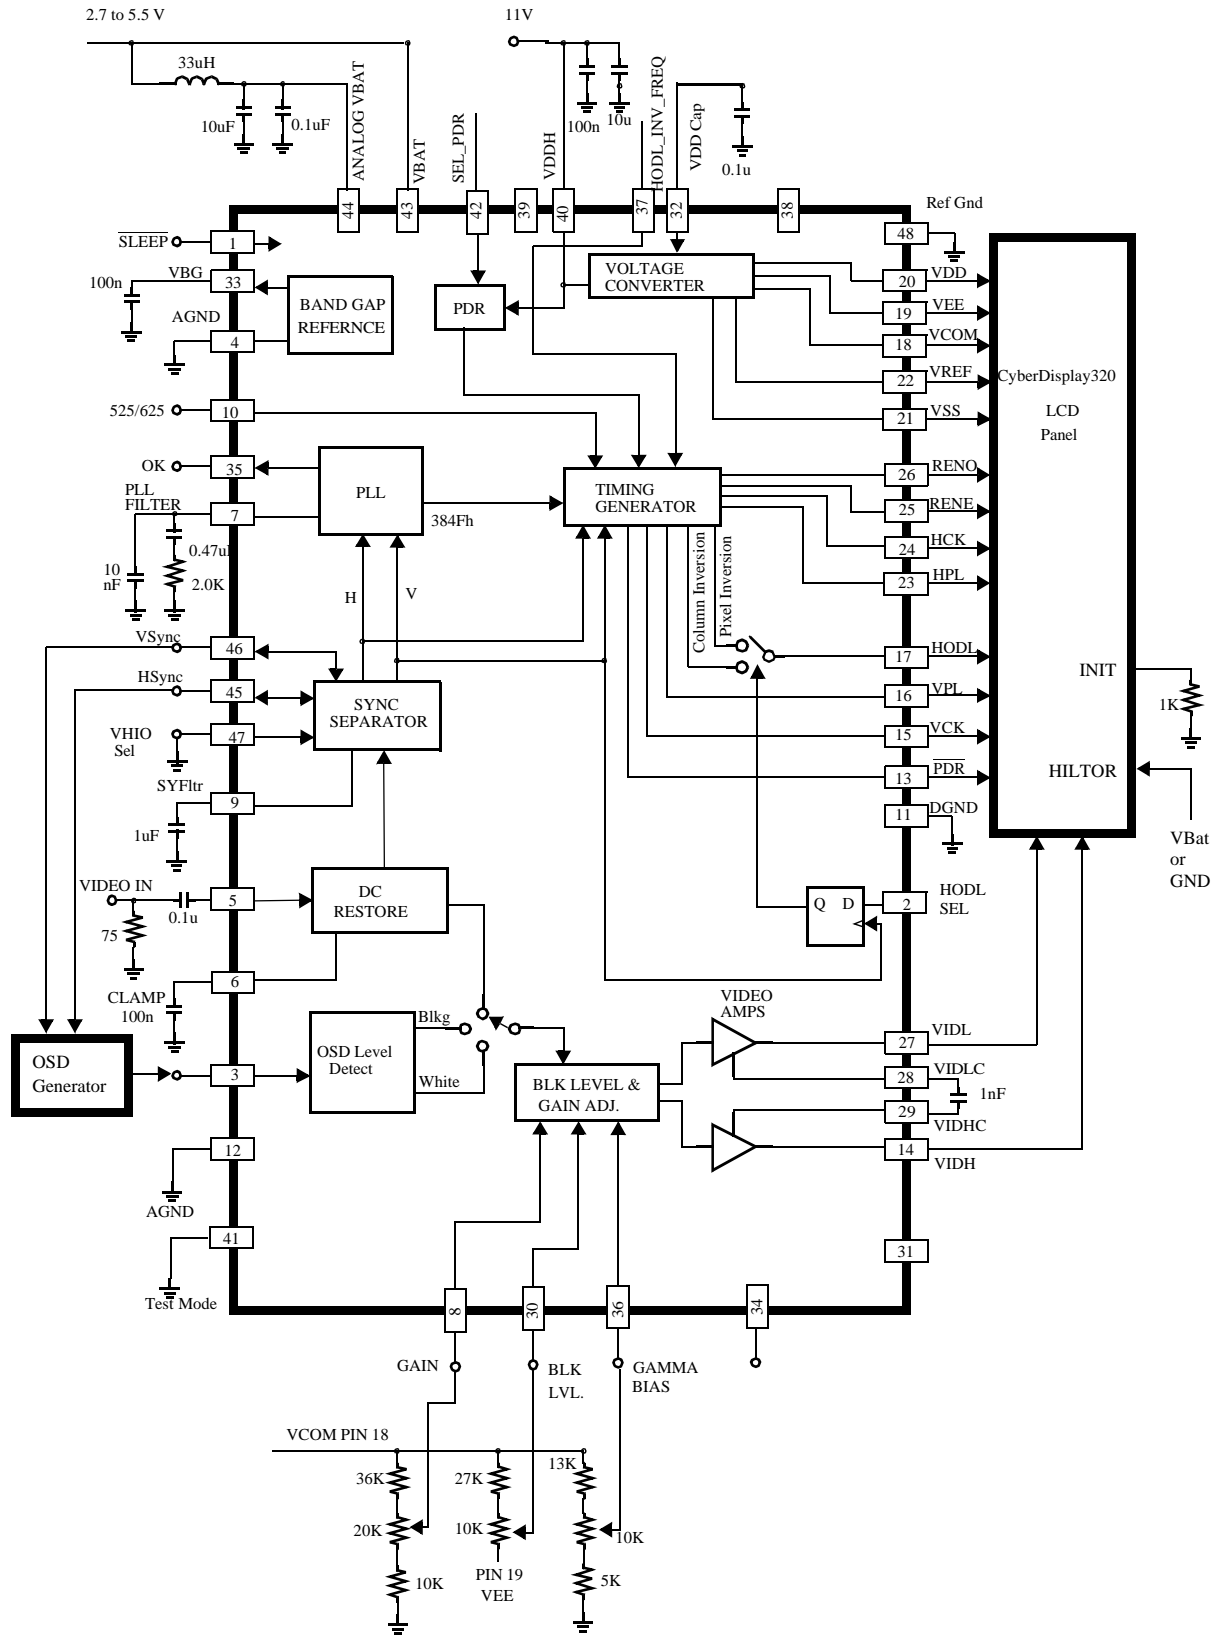 2.7 to 5.5 V
11V
33uH
10uF
0.1uF
ANALOG VBAT
VBAT
SEL_PDR
VDDH
100n
10u
HODL_INV_FREQ
VDD Cap
0.1u
44
43
42
39
40
37
32
38
Ref Gnd
48
SLEEP
1
VBG
33
100n
AGND
4
BAND GAP
REFERNCE
PDR
VOLTAGE
CONVERTER
20
VDD
19
VEE
18
VCOM
22
VREF
21
VSS
CyberDisplay320
LCD
Panel
525/625
10
OK
35
PLL
FILTER
7
0.47u
10
nF
2.0K
PLL
384Fh
TIMING
GENERATOR
26
RENO
25
RENE
24
HCK
23
HPL
H
V
Column Inversion
Pixel Inversion
VSync
46
HSync
45
VHIO
Sel
47
SYNC
SEPARATOR
17
HODL
16
VPL
15
VCK
13
PDR
11
DGND
INIT
1K
HILTOR
VBat
or
GND
SYFltr
9
1uF
VIDEO IN
0.1u
5
75
DC
RESTORE
Q D
2
HODL
SEL
6
CLAMP
100n
OSD
Generator
3
OSD Level
Detect
Blkg
White
BLK LEVEL &
GAIN ADJ.
VIDEO
AMPS
27
VIDL
28
VIDLC
1nF
29
VIDHC
14
VIDH
12
AGND
41
Test Mode
31
8
30
36
34
GAIN
BLK
LVL.
GAMMA
BIAS
VCOM PIN 18
36K
27K
13K
20K
10K
10K
PIN 19
VEE
10K
5K